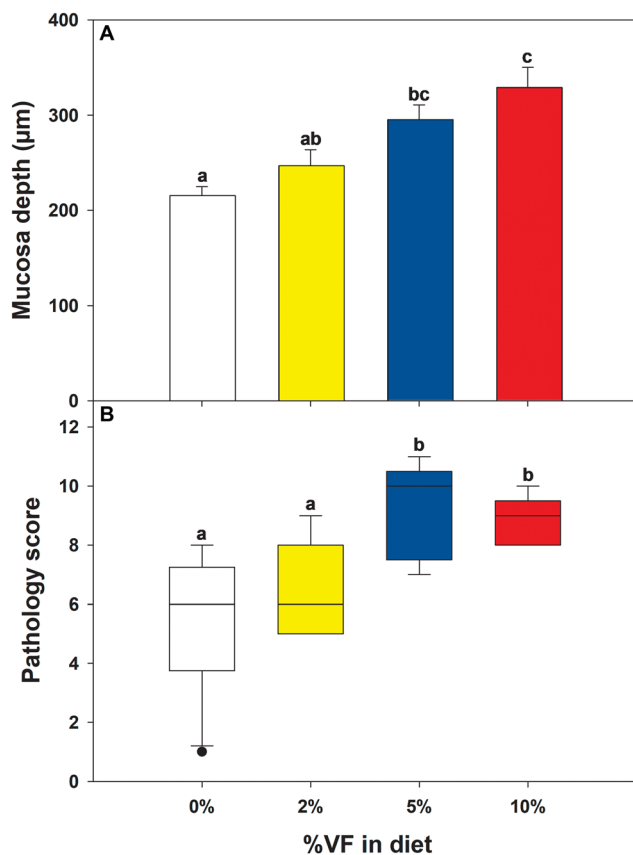 A
400
300
200
100
0
Mucosa depth (µm)
a
ab
bc
c
B
12
10
8
6
4
2
0
Pathology score
a
a
b
b
0% 2% 5% 10%
%VF in diet